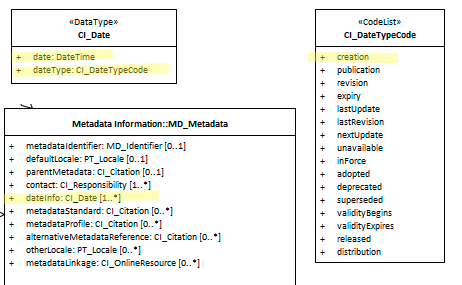 «DataType»
CI_Date
+ date: DateTime
+ dateType: CI_DateTypeCode
Metadata Information::MD_Metadata
+ metadataIdentifier: MD_Identifier [0..1]
+ defaultLocale: PT_Locale [0..1]
+ parentMetadata: CI_Citation [0..1]
+ contact: CI_Responsibility [1..*]
+ dateInfo: CI_Date [1..*]
+ metadataStandard: CI_Citation [0..*]
+ metadataProfile: CI_Citation [0..*]
+ alternativeMetadataReference: CI_Citation [0..*]
+ otherLocale: PT_Locale [0..*]
+ metadataLinkage: CI_OnlineResource [0..*]
«CodeList»
CI_DateTypeCode
+ creation
+ publication
+ revision
+ expiry
+ lastUpdate
+ lastRevision
+ nextUpdate
+ unavailable
+ inForce
+ adopted
+ deprecated
+ superseded
+ validityBegins
+ validityExpires
+ released
+ distribution